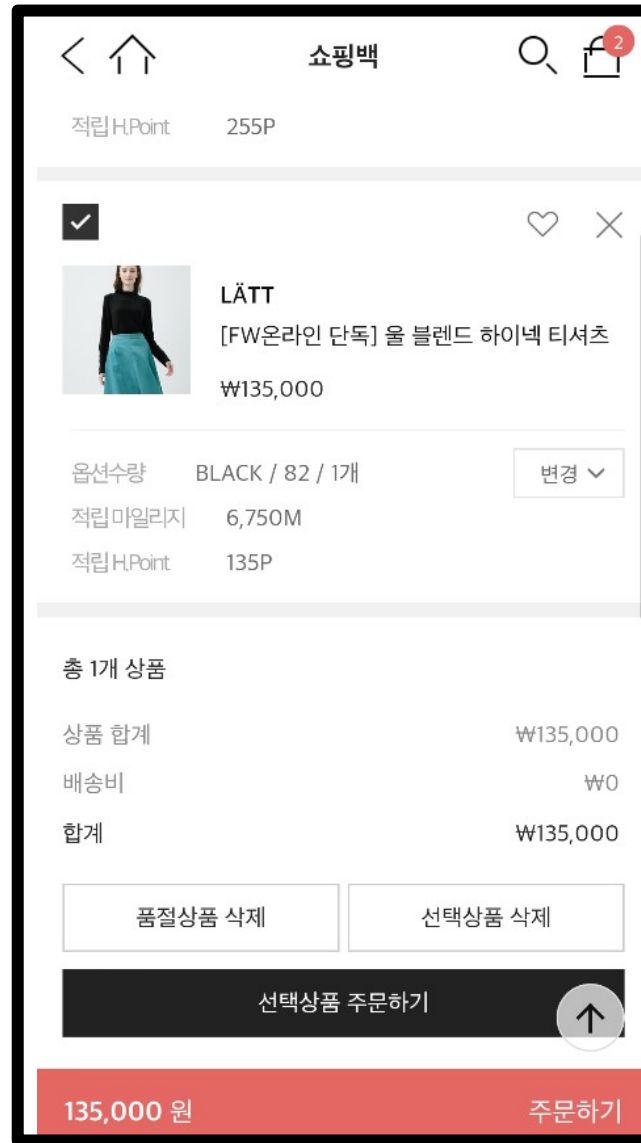 쇼핑백
2
적립 H.Point 255P
LÄTT
[FW온라인 단독] 울 블렌드 하이넥 티셔츠
₩135,000
옵션수량 BLACK / 82 / 1개 변경
적립 마일리지 6,750M
적립 H.Point 135P
총 1개 상품
상품 합계 ₩135,000
배송비 ₩0
합계 ₩135,000
품절상품 삭제 선택상품 삭제
선택상품 주문하기
135,000 원 주문하기